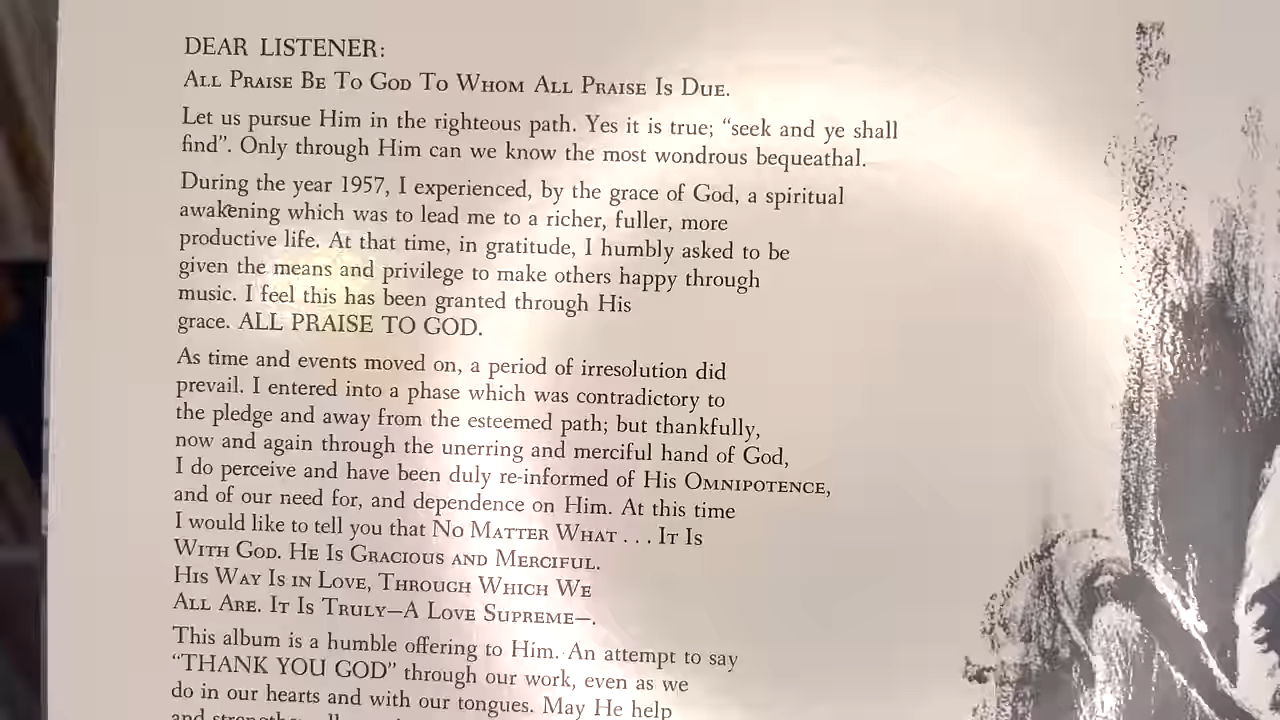 DEAR LISTENER:
ALL PRAISE BE TO GOD TO WHOM ALL PRAISE IS DUE.
Let us pursue Him in the righteous path. Yes it is true; “seek and ye shall
find”. Only through Him can we know the most wondrous bequeathal.
During the year 1957, I experienced, by the grace of God, a spiritual
awakening which was to lead me to a richer, fuller, more
productive life. At that time, in gratitude, I humbly asked to be
given the means and privilege to make others happy through
music. I feel this has been granted through His
grace. ALL PRAISE TO GOD.
As time and events moved on, a period of irresolution did
prevail. I entered into a phase which was contradictory to
the pledge and away from the esteemed path; but thankfully,
now and again through the unerring and merciful hand of God,
I do perceive and have been duly re-informed of His OMNIPOTENCE,
and of our need for, and dependence on Him. At this time
I would like to tell you that NO MATTER WHAT . . . IT IS
WITH GOD. HE IS GRACIOUS AND MERCIFUL.
HIS WAY IS IN LOVE, THROUGH WHICH WE
ALL ARE. IT IS TRULY—A LOVE SUPREME—.
This album is a humble offering to Him. An attempt to say
“THANK YOU GOD” through our work, even as we
do in our hearts and with our tongues. May He help
and